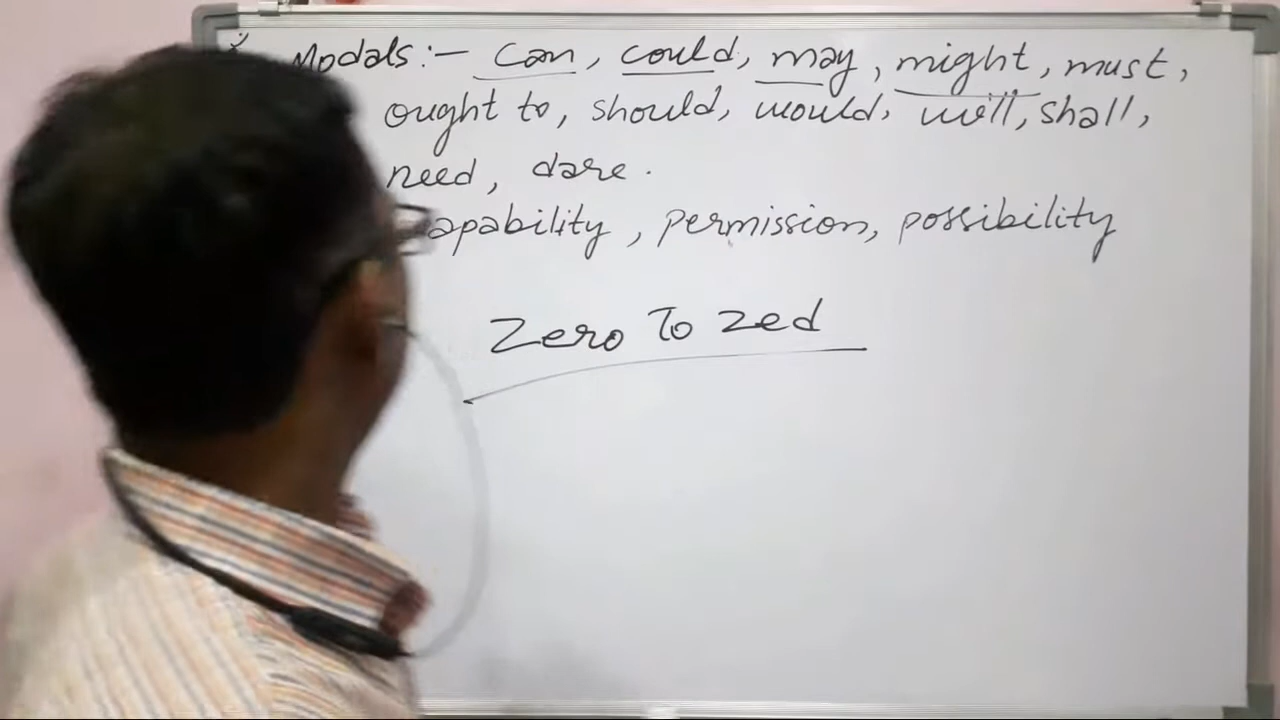 Modals:- can, could, may, might, must,
ought to, should, would, will, shall,
need, dare.
apability, permission, possibility
Zero To Zed